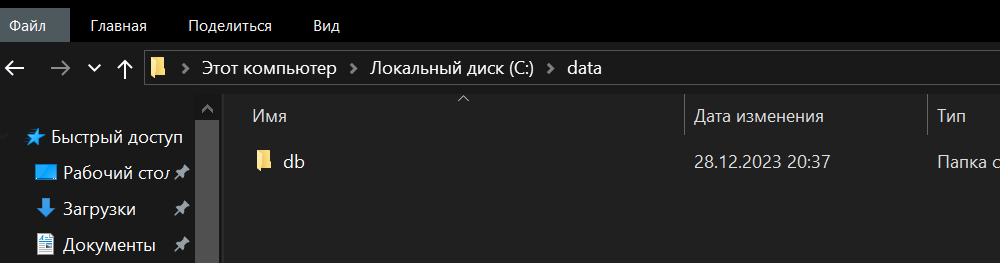 Файл Главная Поделиться Вид
Этот компьютер Локальный диск (C:) data
Имя Дата изменения Тип
Быстрый доступ
db 28.12.2023 20:37 Папка с
Рабочий стол
Загрузки
Документы